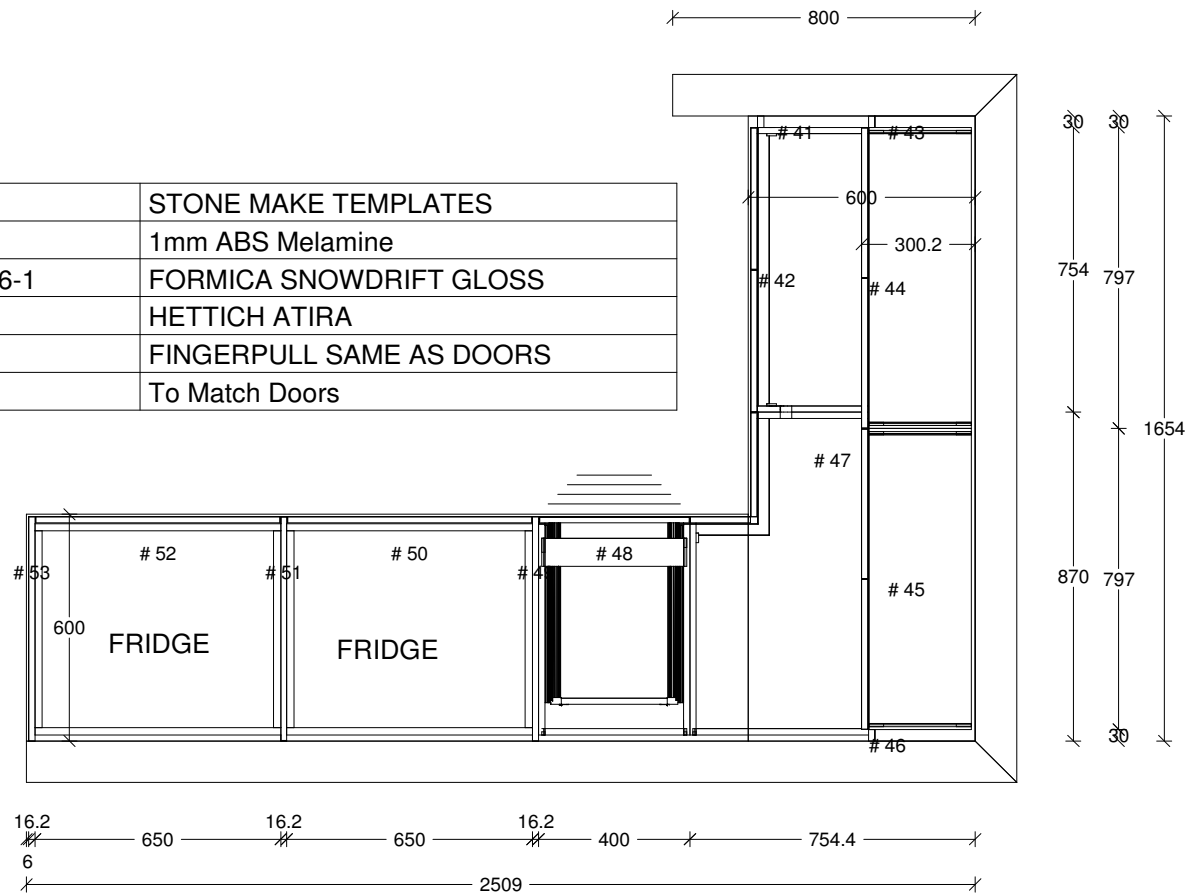 800
30 30
# 41 # 43
STONE MAKE TEMPLATES
600
1mm ABS Melamine
300.2
6-1 FORMICA SNOWDRIFT GLOSS
# 42 # 44
754 797
HETTICH ATIRA
FINGERPULL SAME AS DOORS
To Match Doors
1654
# 47
# 52 # 50 # 48
# 53 # 51 # 4
870 797
# 45
600
FRIDGE FRIDGE
30
# 46
16.2 16.2 16.2
650 650 400 754.4
6
2509